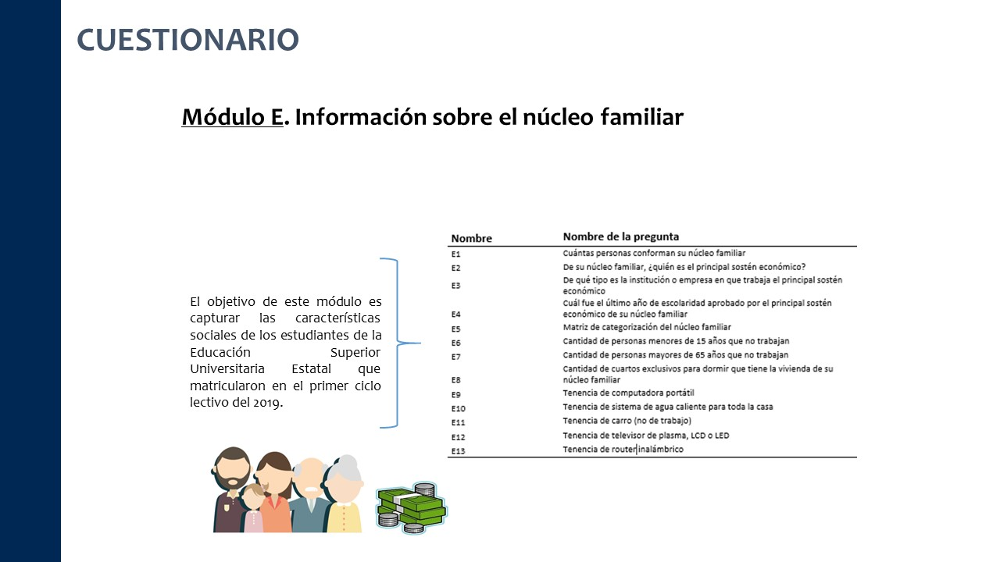 CUESTIONARIO
Módulo E. Información sobre el núcleo familiar
El objetivo de este módulo es
capturar las características
sociales de los estudiantes de la
Educación Superior
Universitaria Estatal que
matricularon en el primer ciclo
lectivo del 2019.
Nombre Nombre de la pregunta
E1 Cuántas personas conforman su núcleo familiar
E2 De su núcleo familiar, ¿quién es el principal sostén económico?
E3 De qué tipo es la institución o empresa en que trabaja el principal sostén
económico
E4 Cuál fue el último año de escolaridad aprobado por el principal sostén
económico de su núcleo familiar
E5 Matriz de categorización del núcleo familiar
E6 Cantidad de personas menores de 15 años que no trabajan
E7 Cantidad de personas mayores de 65 años que no trabajan
E8 Cantidad de cuartos exclusivos para dormir que tiene la vivienda de su
núcleo familiar
E9 Tenencia de computadora portátil
E10 Tenencia de sistema de agua caliente para toda la casa
E11 Tenencia de carro (no de trabajo)
E12 Tenencia de televisor de plasma, LCD o LED
E13 Tenencia de router inalámbrico